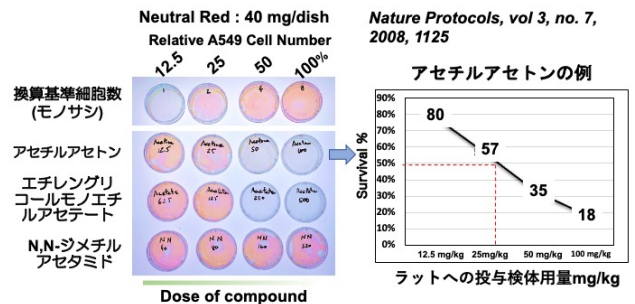 Neutral Red : 40 mg/dish
Nature Protocols, vol 3, no. 7,
2008, 1125
Relative A549 Cell Number
12.5 25 50 100%
換算基準細胞数
(モノサシ)
アセチルアセトン
エチレングリ
コールモノエチ
ルアセテート
N,N-ジメチル
アセタミド
Dose of compound
アセチルアセトンの例
Survival %
90%
80%
70%
60%
50%
40%
30%
20%
10%
0%
80
57
35
18
12.5 mg/kg 25mg/kg 50 mg/kg 100 mg/kg
ラットへの投与検体用量mg/kg